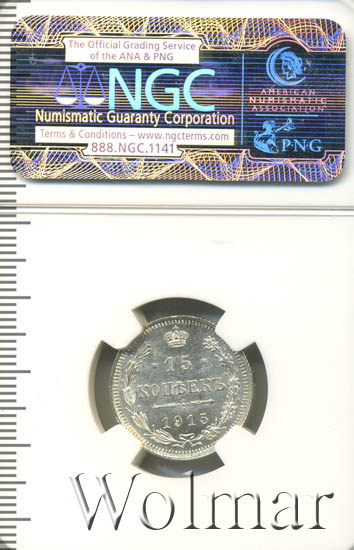 The Official Grading Service
of the ANA & PNG
NGC
Numismatic Guaranty Corporation
Terms & Conditions – www.ngcterms.com
888.NGC.1141
AMERICAN
NUMISMATIC
ASSOCIATION
PNG
15
КОПѢЕКЪ
1915
Wolmar